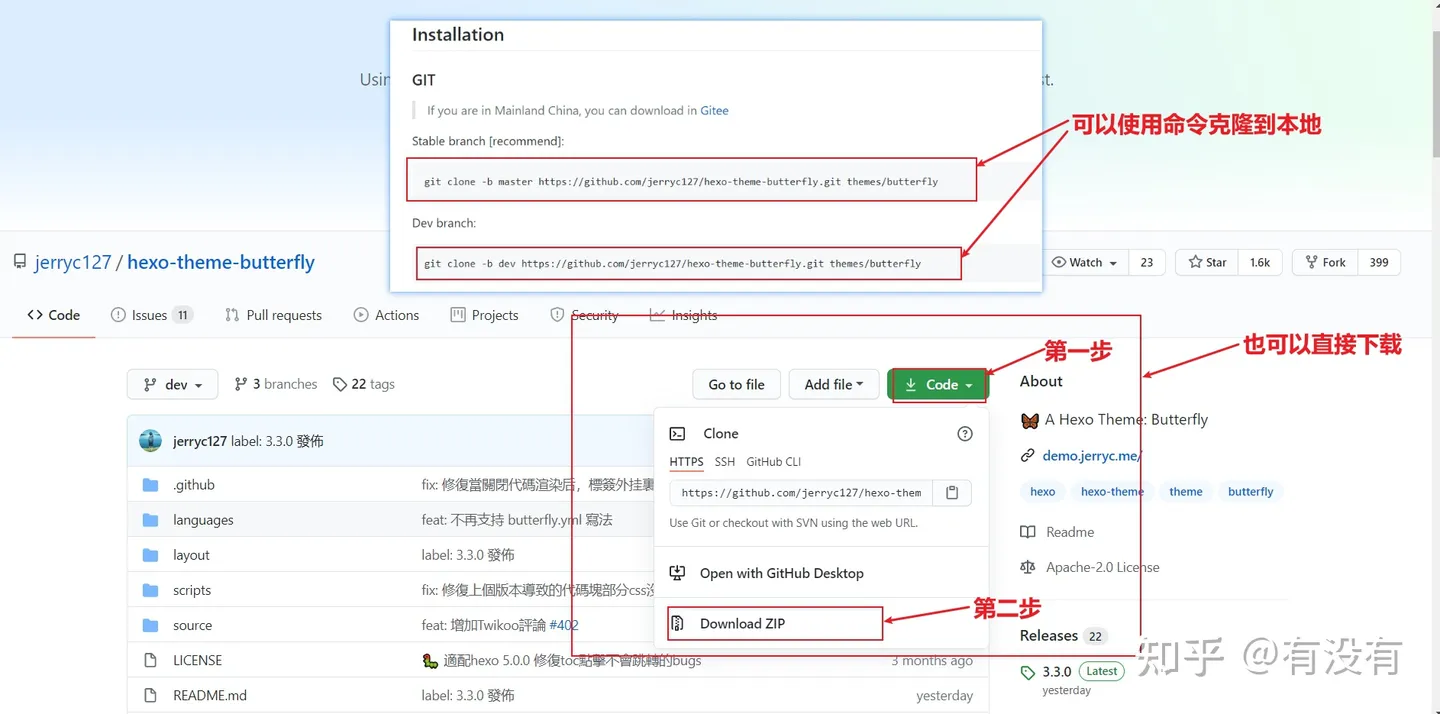 Installation
GIT
If you are in Mainland China, you can download in Gitee
Stable branch [recommend]:
git clone -b master https://github.com/jerryc127/hexo-theme-butterfly.git themes/butterfly
Dev branch:
git clone -b dev https://github.com/jerryc127/hexo-theme-butterfly.git themes/butterfly
可以使用命令克隆到本地
jerryc127 / hexo-theme-butterfly
Watch 23
Star 1.6k
Fork 399
Code
Issues 11
Pull requests
Actions
Projects
Security
Insights
也可以直接下载
第一步
dev
3 branches
22 tags
Go to file
Add file
Code
jerryc127 label: 3.3.0 發佈
.github
fix: 修復當關閉代碼渲染后，標簽外挂裏
languages
feat: 不再支持 butterfly.yml 寫法
layout
label: 3.3.0 發佈
scripts
fix: 修復上個版本導致的代碼塊部分css
source
feat: 增加Twikoo評論 #402
LICENSE
適配hexo 5.0.0 修復toc點擊不會跳轉的bugs
3 months ago
README.md
label: 3.3.0 發佈
yesterday
Clone
HTTPS
SSH
GitHub CLI
https://github.com/jerryc127/hexo-them
Use Git or checkout with SVN using the web URL.
Open with GitHub Desktop
Download ZIP
第二步
About
A Hexo Theme: Butterfly
demo.jerryc.me/
hexo
hexo-theme
theme
butterfly
Readme
Apache-2.0 License
Releases 22
3.3.0 Latest
yesterday
知乎 @有没有